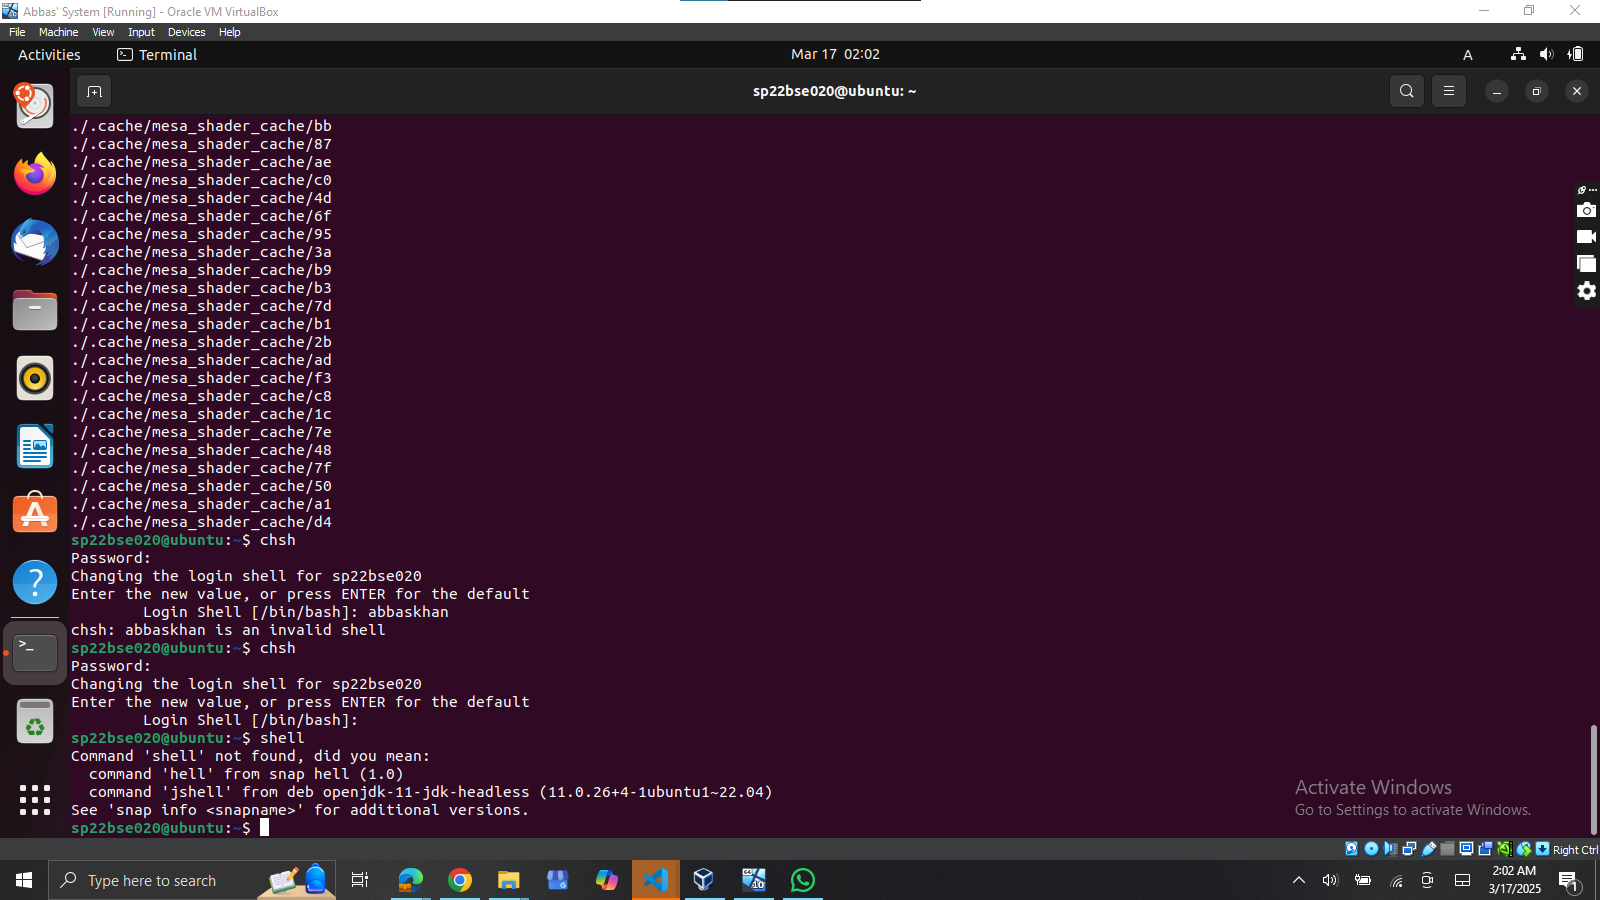 Abbas' System [Running] - Oracle VM VirtualBox
File Machine View Input Devices Help
Activities Terminal Mar 17 02:02 A
sp22bse020@ubuntu: ~
././.cache/mesa_shader_cache/bb
././.cache/mesa_shader_cache/87
././.cache/mesa_shader_cache/ae
././.cache/mesa_shader_cache/c0
././.cache/mesa_shader_cache/4d
././.cache/mesa_shader_cache/6f
././.cache/mesa_shader_cache/95
././.cache/mesa_shader_cache/3a
././.cache/mesa_shader_cache/b9
././.cache/mesa_shader_cache/b3
././.cache/mesa_shader_cache/7d
././.cache/mesa_shader_cache/b1
././.cache/mesa_shader_cache/2b
././.cache/mesa_shader_cache/ad
././.cache/mesa_shader_cache/f3
././.cache/mesa_shader_cache/c8
././.cache/mesa_shader_cache/1c
././.cache/mesa_shader_cache/7e
././.cache/mesa_shader_cache/48
././.cache/mesa_shader_cache/7f
././.cache/mesa_shader_cache/50
././.cache/mesa_shader_cache/a1
././.cache/mesa_shader_cache/d4
sp22bse020@ubuntu:~$ chsh
Password:
Changing the login shell for sp22bse020
Enter the new value, or press ENTER for the default
Login Shell [/bin/bash]: abbaskhan
chsh: abbaskhan is an invalid shell
sp22bse020@ubuntu:~$ chsh
Password:
Changing the login shell for sp22bse020
Enter the new value, or press ENTER for the default
Login Shell [/bin/bash]:
sp22bse020@ubuntu:~$ shell
Command 'shell' not found, did you mean:
command 'hell' from snap hell (1.0)
command 'jshell' from deb openjdk-11-jdk-headless (11.0.26+4-1ubuntu1~22.04)
See 'snap info <snapname>' for additional versions.
sp22bse020@ubuntu:~$
Activate Windows
Go to Settings to activate Windows.
Right Ctrl
Type here to search
2:02 AM
3/17/2025
1